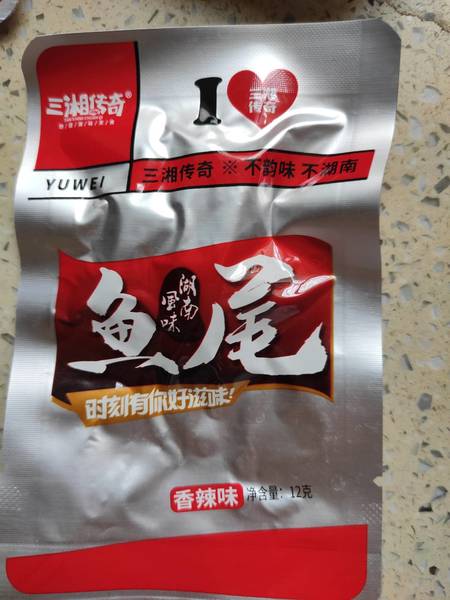 三湘传奇®
I
三湘
传奇
YUWEI
三湘传奇 ※ 不韵味 不湖南
鱼尾
湖南
風味
时刻有你好滋味!
香辣味
净含量: 12克